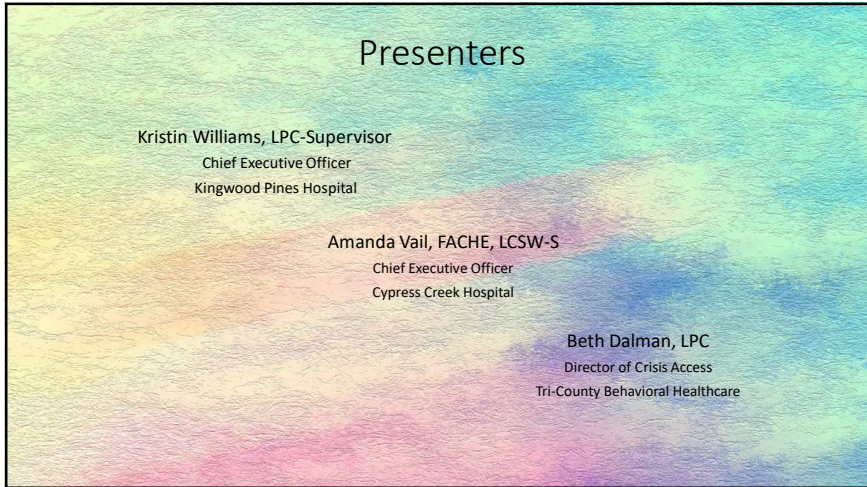 Presenters
Kristin Williams, LPC-Supervisor
Chief Executive Officer
Kingwood Pines Hospital
Amanda Vail, FACHE, LCSW-S
Chief Executive Officer
Cypress Creek Hospital
Beth Dalman, LPC
Director of Crisis Access
Tri-County Behavioral Healthcare